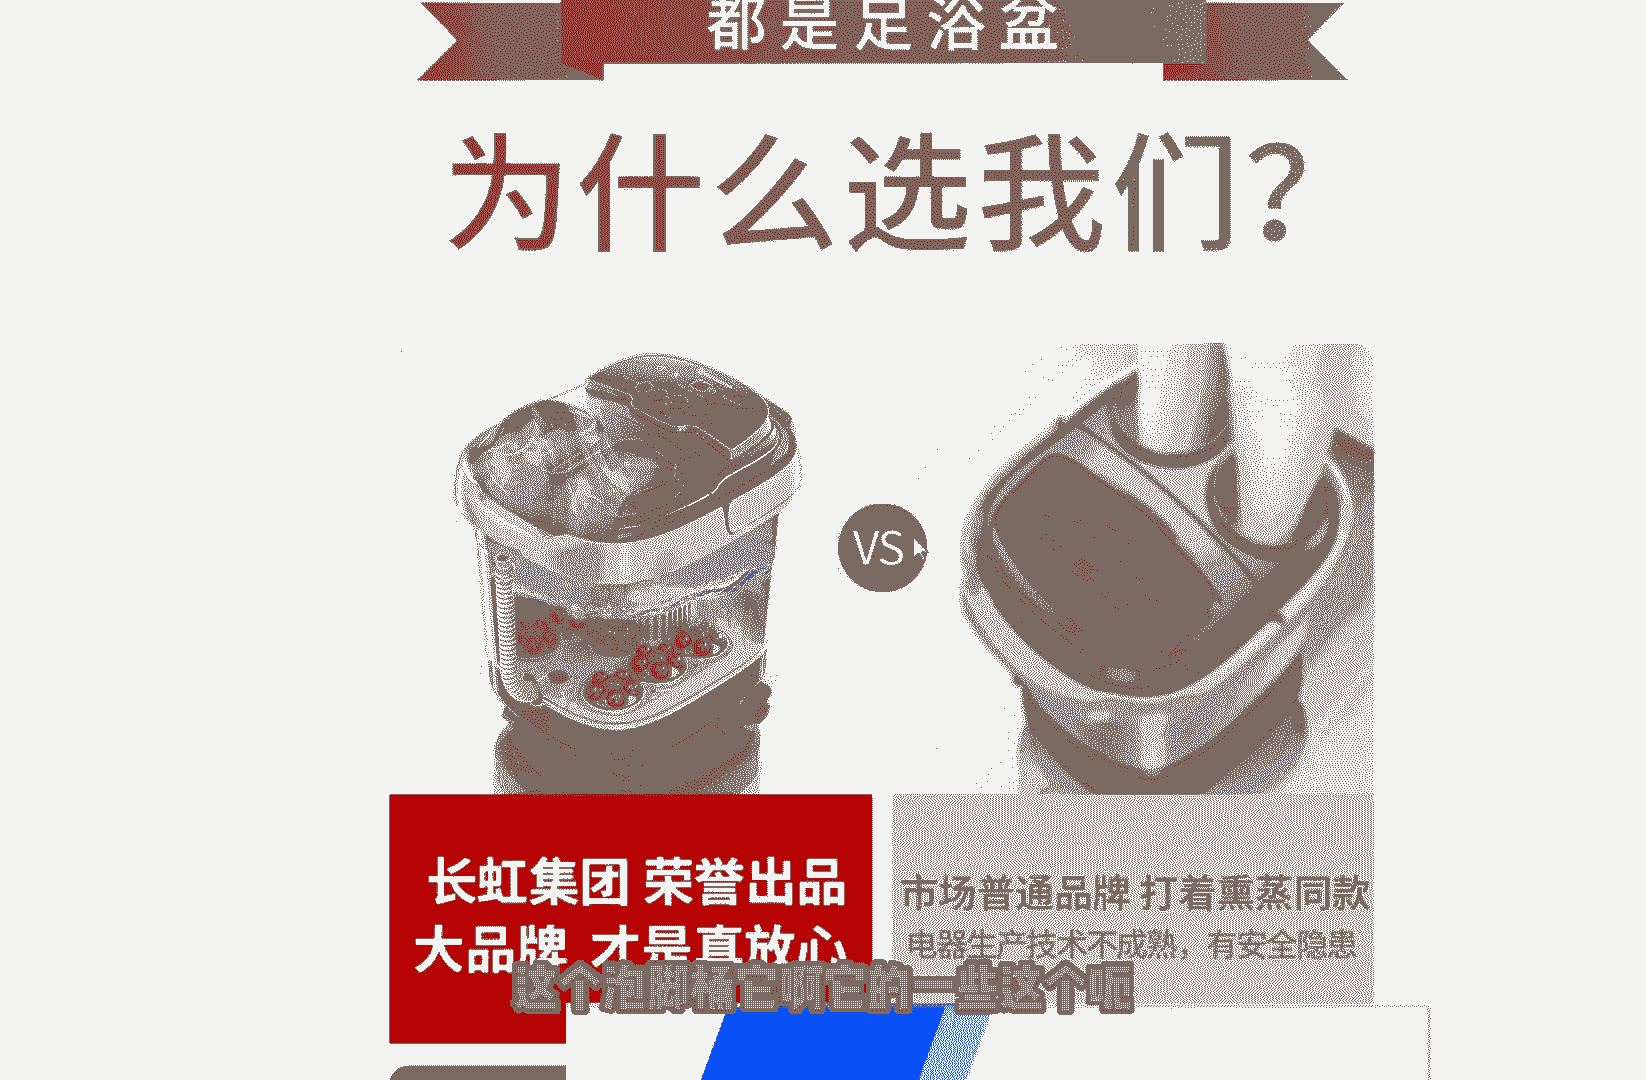 都是足浴盆
为什么选我们?
VS
长虹集团 荣誉出品
大品牌 才是真放心
市场普通品牌 打着熏蒸同款
电器生产技术不成熟，有安全隐患
这个泡脚桶它啊它的一些这个呃